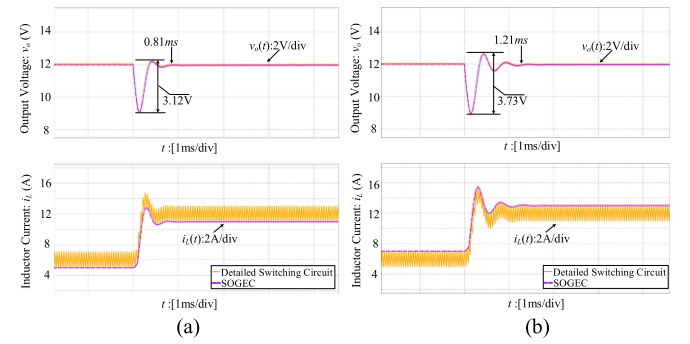 (a)
Output Voltage: vo (V)
14
12
10
8
0.81ms
vo(t):2V/div
3.12V
t :[1ms/div]
Inductor Current: iL (A)
16
12
8
4
iL(t):2A/div
Detailed Switching Circuit
SOGEC
t :[1ms/div]
(b)
Output Voltage: vo (V)
14
12
10
8
1.21ms
vo(t):2V/div
3.73V
t :[1ms/div]
Inductor Current: iL (A)
16
12
8
4
iL(t):2A/div
Detailed Switching Circuit
SOGEC
t :[1ms/div]
(a)
(b)